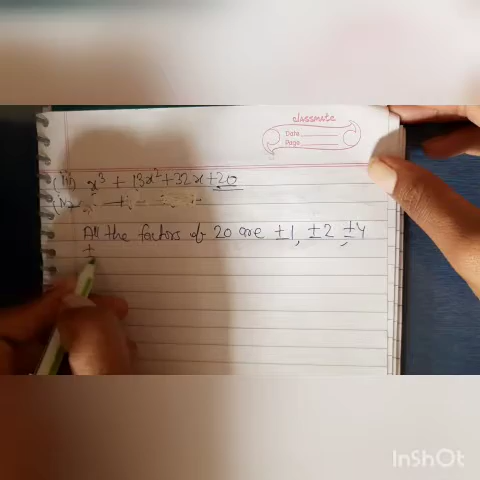 classmate
Date
Page
(iii) x³ + 13x² + 32x + 20
All the factors of 20 are ±1, ±2, ±4
±
InShOt